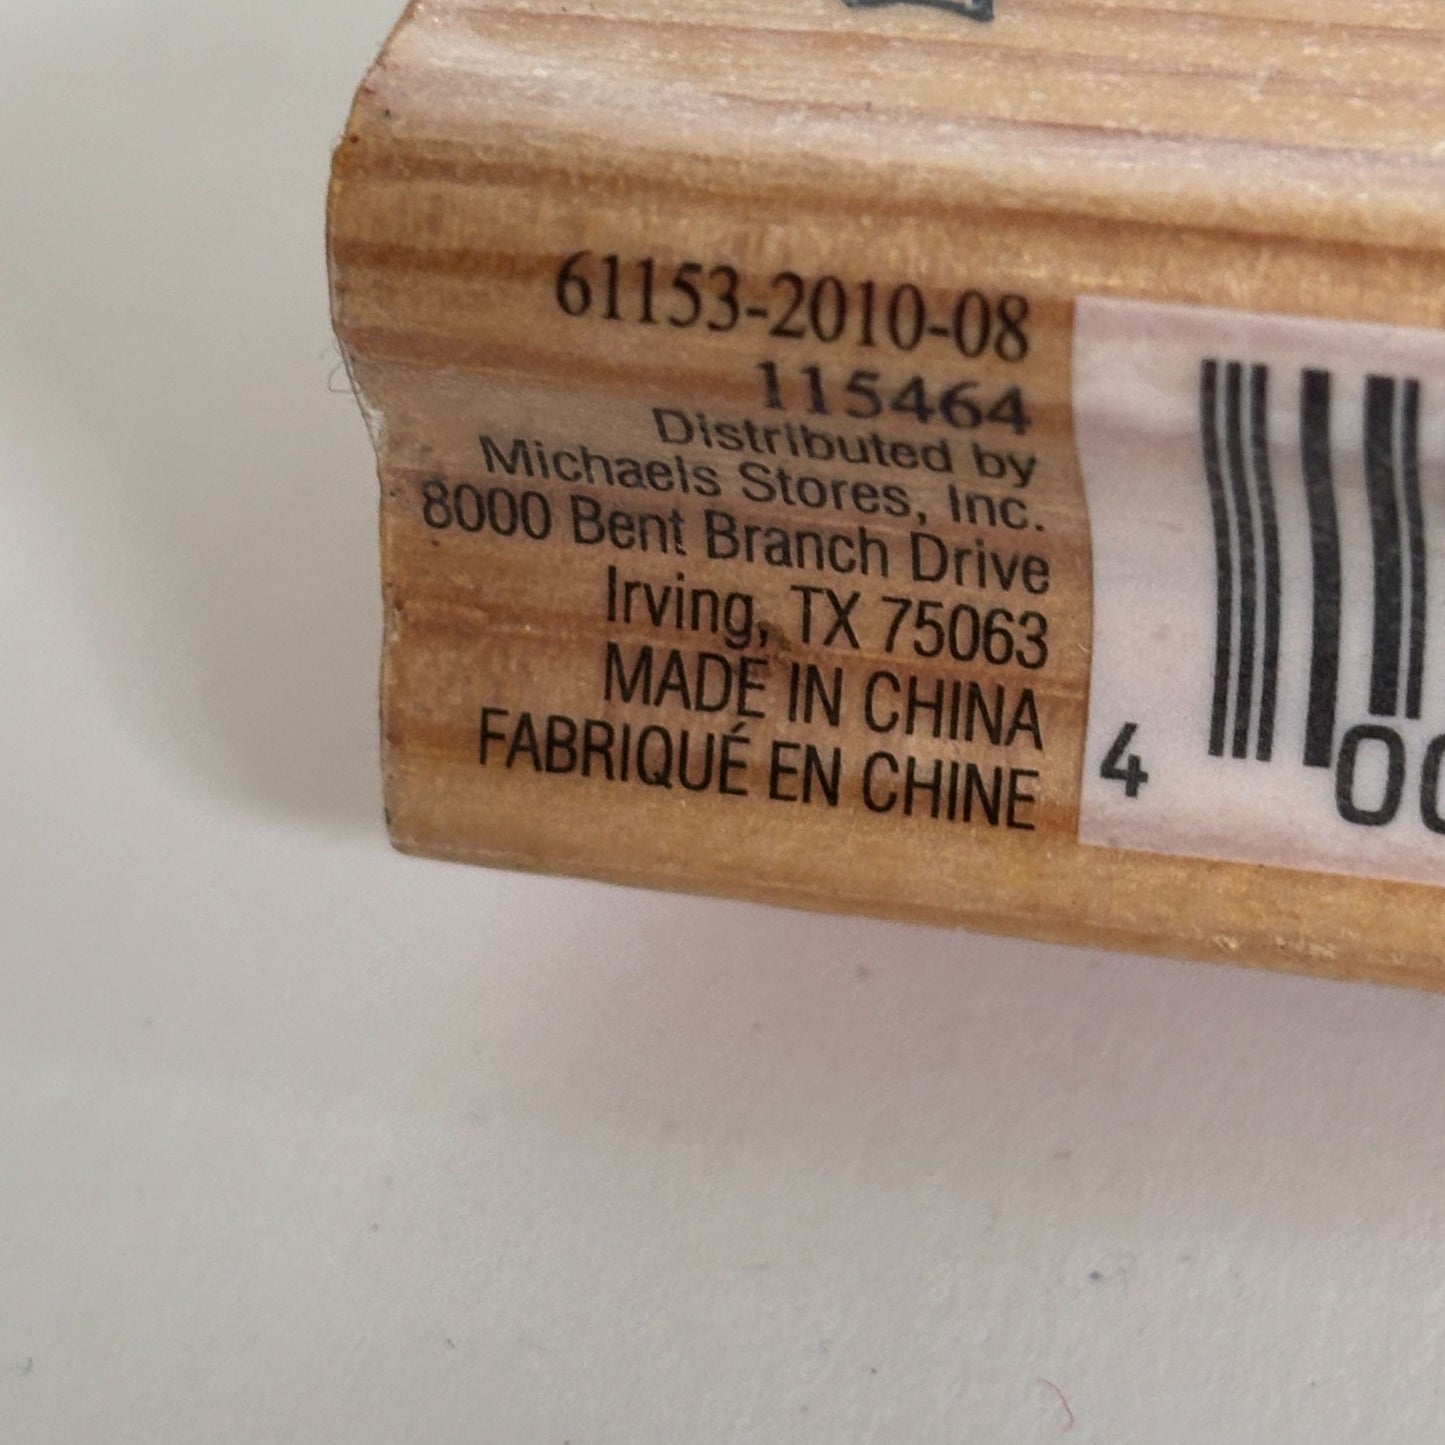 61153-2010-08
115464
Distributed by
Michaels Stores, Inc.
8000 Bent Branch Drive
Irving, TX 75063
MADE IN CHINA
FABRIQUÉ EN CHINE
4 00